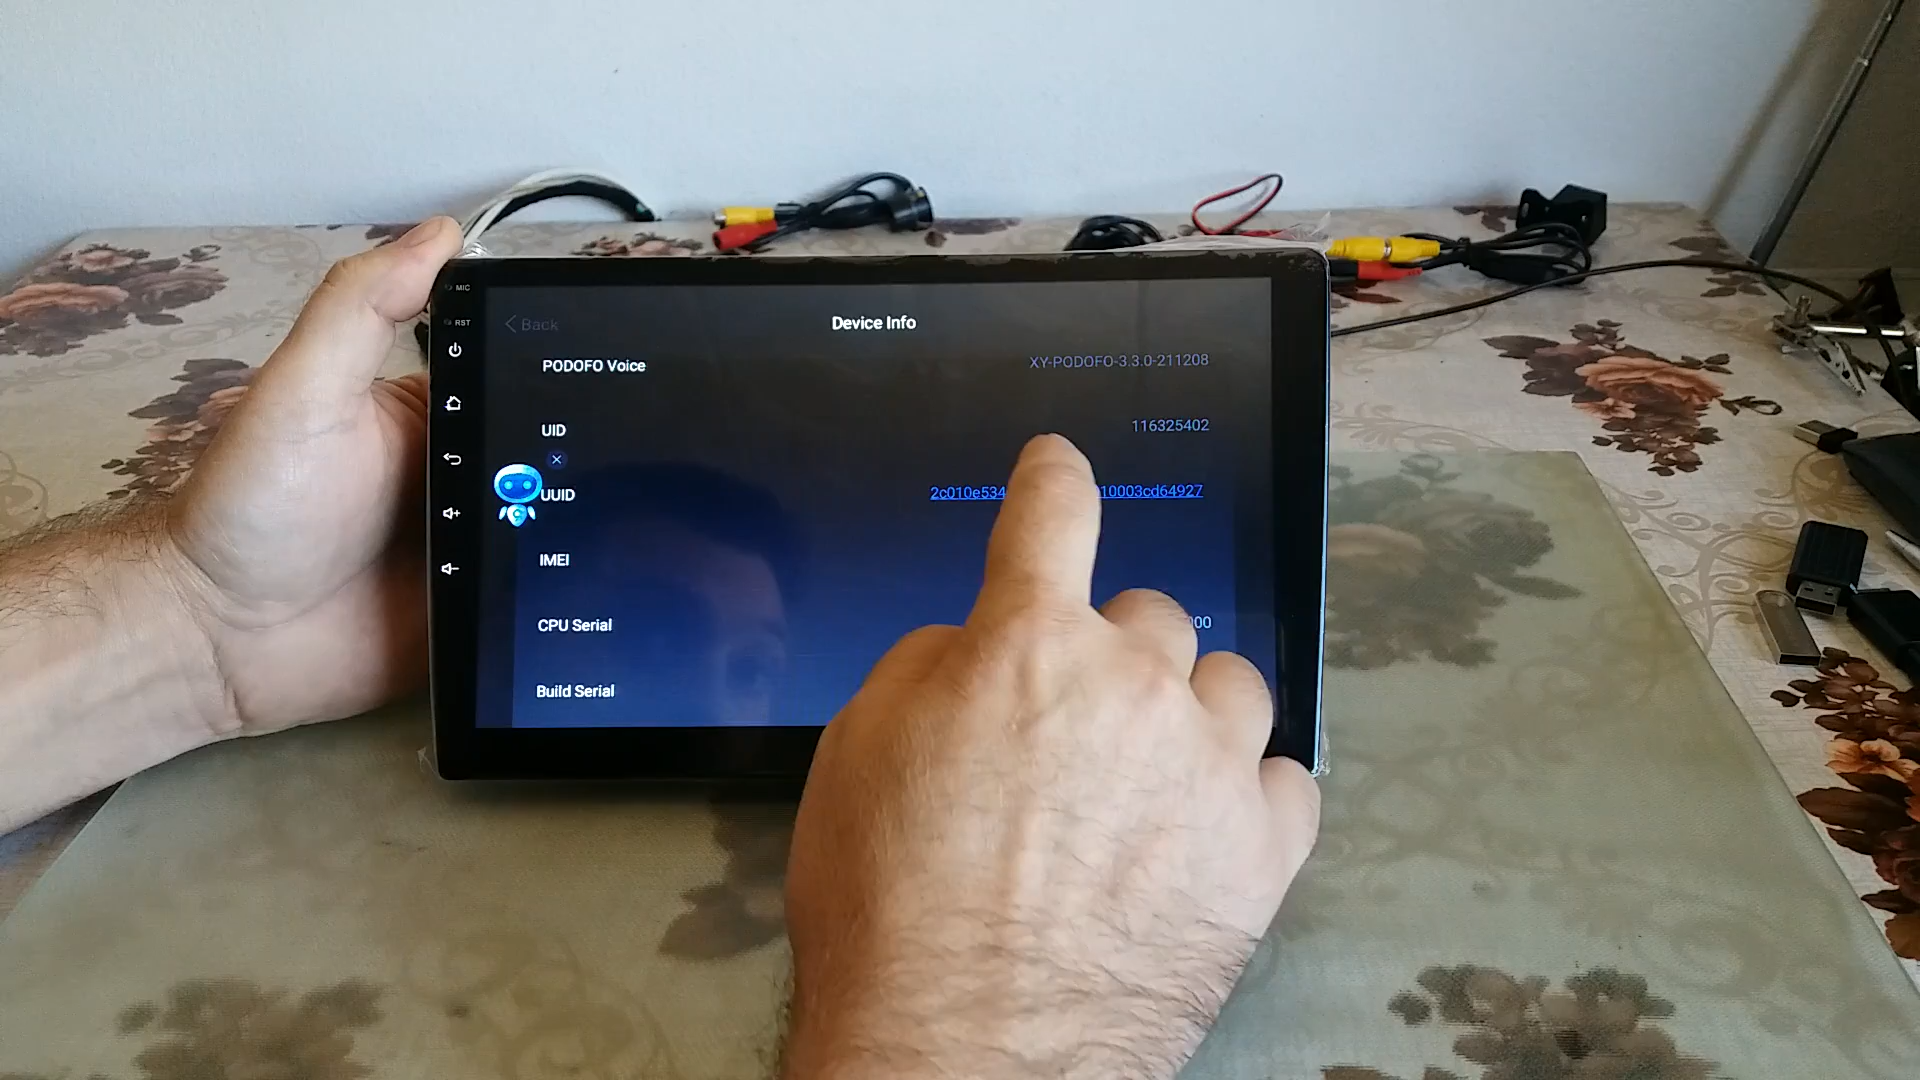 MIC
RST
Back
Device Info
PODOFO Voice
XY-PODOFO-3.3.0-211208
UID
116325402
UUID
2c010e534
10003cd64927
IMEI
CPU Serial
Build Serial